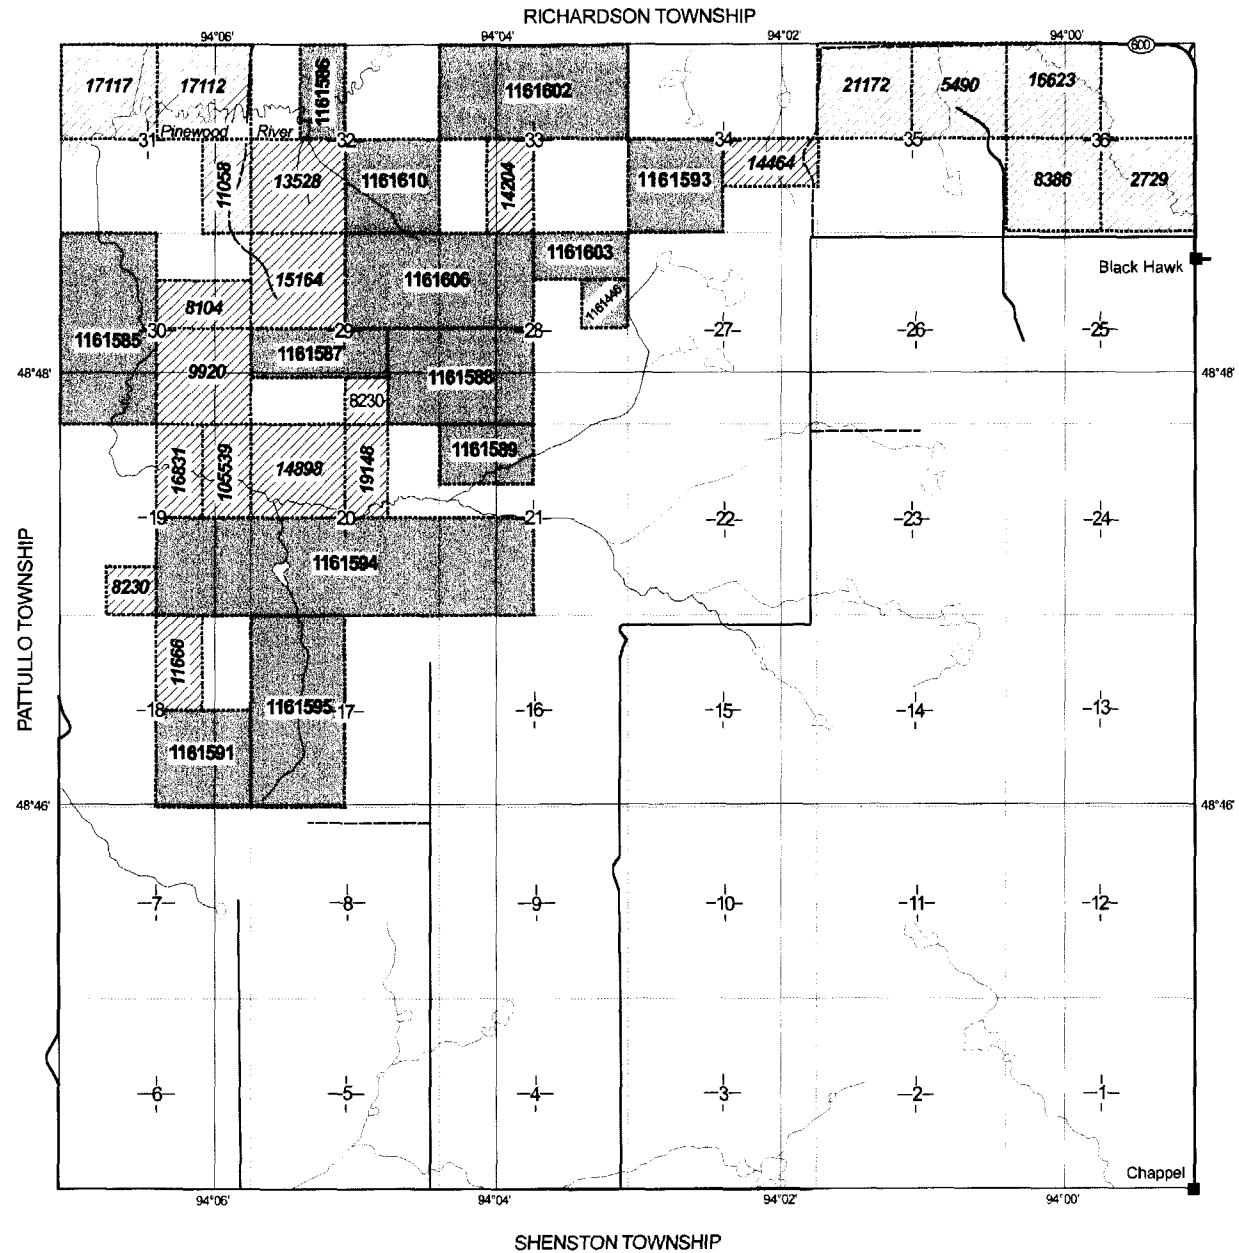 RICHARDSON TOWNSHIP
94°06' 94°04' 94°02' 94°00'
600
17117 17112 1161586 1161602 21172 5490 16623
Pinewood River
31 32 33 34 35 36
11058 13528 1161610 14204 1161593 14464 8386 2729
1161603
Black Hawk
15164 1161606
1161446
8104
30 29 28 -27- -26- -25-
1161585 1161587
48°48' 9920 1161588 48°48'
8230
1161589
16831 105539 14898 19148
-19 20 21 -22- -23- -24-
1161594
8230
PATTULLO TOWNSHIP
11668
1161595
-18 17- -16- -15- -14- -13-
1161591
48°46' 48°46'
-7- -8- -9- -10- -11- -12-
-6- -5- -4- -3- -2- -1-
Chappel
94°06' 94°04' 94°02' 94°00'
SHENSTON TOWNSHIP